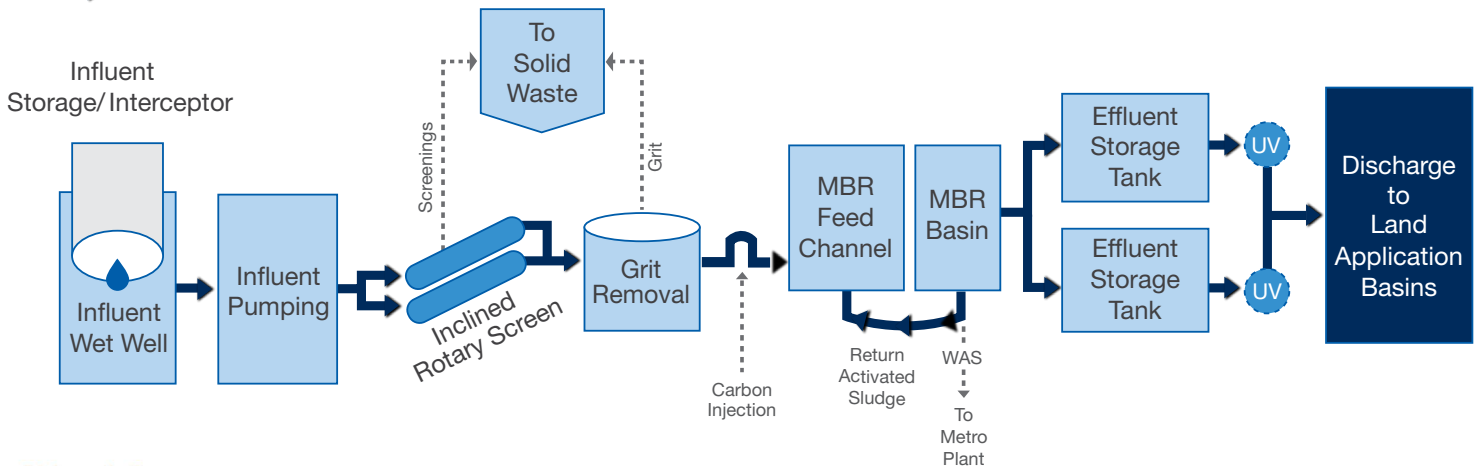 Influent
Storage/Interceptor
Influent
Wet Well
Influent
Pumping
To
Solid
Waste
Screenings
Grit
Inclined
Rotary Screen
Grit
Removal
Carbon
Injection
MBR
Feed
Channel
MBR
Basin
Return
Activated
Sludge
WAS
To
Metro
Plant
Effluent
Storage
Tank
UV
Effluent
Storage
Tank
UV
Discharge
to
Land
Application
Basins